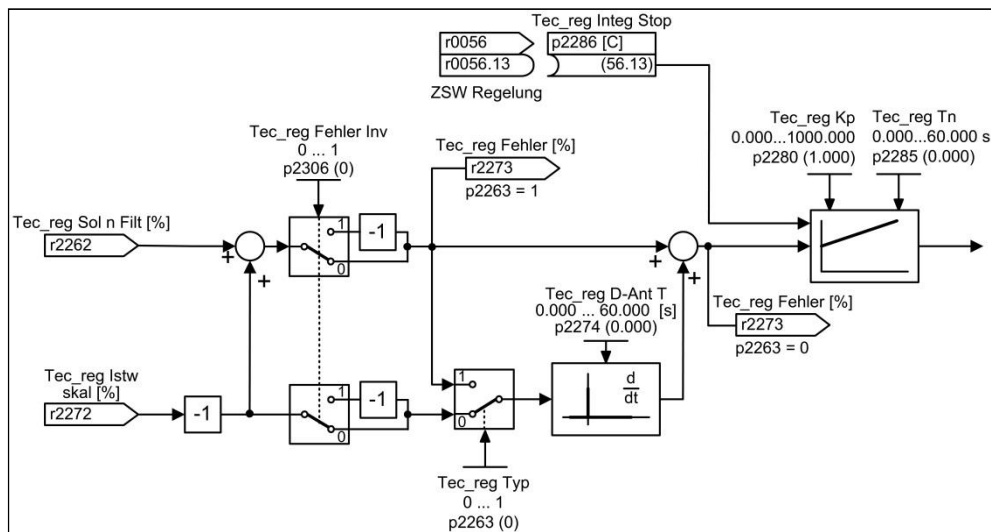 Tec_reg Integ Stop
r0056
p2286 [C]
r0056.13
(56.13)
ZSW Regelung
Tec_reg Kp
0.000...1000.000
p2280 (1.000)
Tec_reg Tn
0.000...60.000 s
p2285 (0.000)
Tec_reg Fehler Inv
0 ... 1
p2306 (0)
Tec_reg Fehler [%]
r2273
p2263 = 1
Tec_reg Sol n Filt [%]
r2262
1
-1
0
+
+
+
+
Tec_reg D-Ant T
0.000 ... 60.000 [s]
p2274 (0.000)
Tec_reg Fehler [%]
r2273
p2263 = 0
Tec_reg Istw
skal [%]
r2272
-1
1
-1
0
1
0
d
dt
Tec_reg Typ
0 ... 1
p2263 (0)